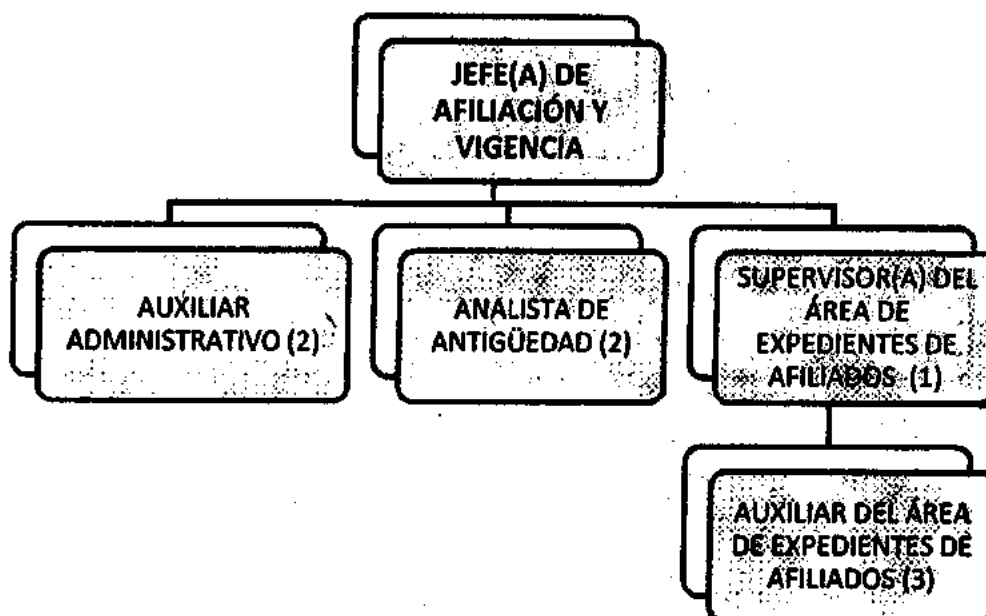 JEFE(A) DE
AFILIACIÓN Y
VIGENCIA
AUXILIAR
ADMINISTRATIVO (2)
ANALISTA DE
ANTIGÜEDAD (2)
SUPERVISOR(A) DEL
ÁREA DE
EXPEDIENTES DE
AFILIADOS (1)
AUXILIAR DEL ÁREA
DE EXPEDIENTES DE
AFILIADOS (3)